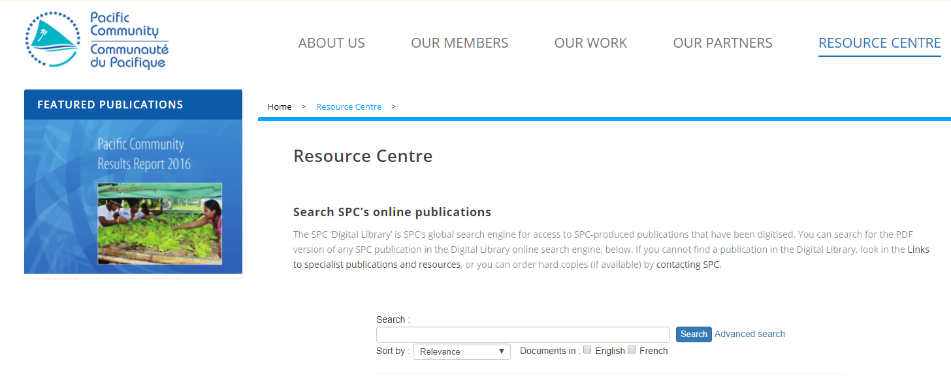 Pacific
Community
Communauté
du Pacifique
ABOUT US
OUR MEMBERS
OUR WORK
OUR PARTNERS
RESOURCE CENTRE
FEATURED PUBLICATIONS
Pacific Community
Results Report 2016
Home > Resource Centre >
Resource Centre
Search SPC's online publications
The SPC 'Digital Library' is SPC's global search engine for access to SPC-produced publications that have been digitised. You can search for the PDF
version of any SPC publication in the Digital Library online search engine, below. If you cannot find a publication in the Digital Library, look in the Links
to specialist publications and resources, or you can order hard copies (if available) by contacting SPC.
Search :
Search Advanced search
Sort by : Relevance Documents in : English French